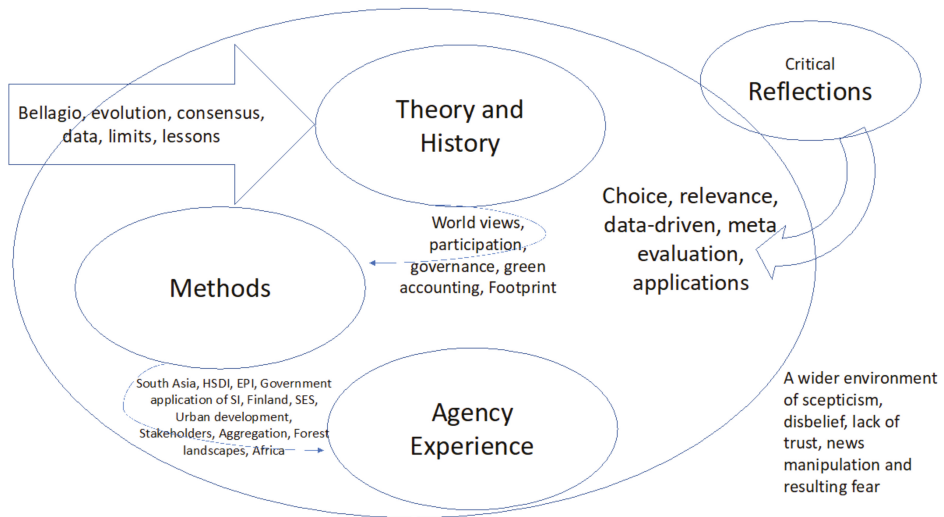 Bellagio, evolution, consensus,
data, limits, lessons
Theory and
History
Critical
Reflections
World views,
participation,
governance, green
accounting, Footprint
Choice, relevance,
data-driven, meta
evaluation,
applications
Methods
South Asia, HSDI, EPI, Government
application of SI, Finland, SES,
Urban development,
Stakeholders, Aggregation, Forest
landscapes, Africa
Agency
Experience
A wider environment
of scepticism,
disbelief, lack of
trust, news
manipulation and
resulting fear